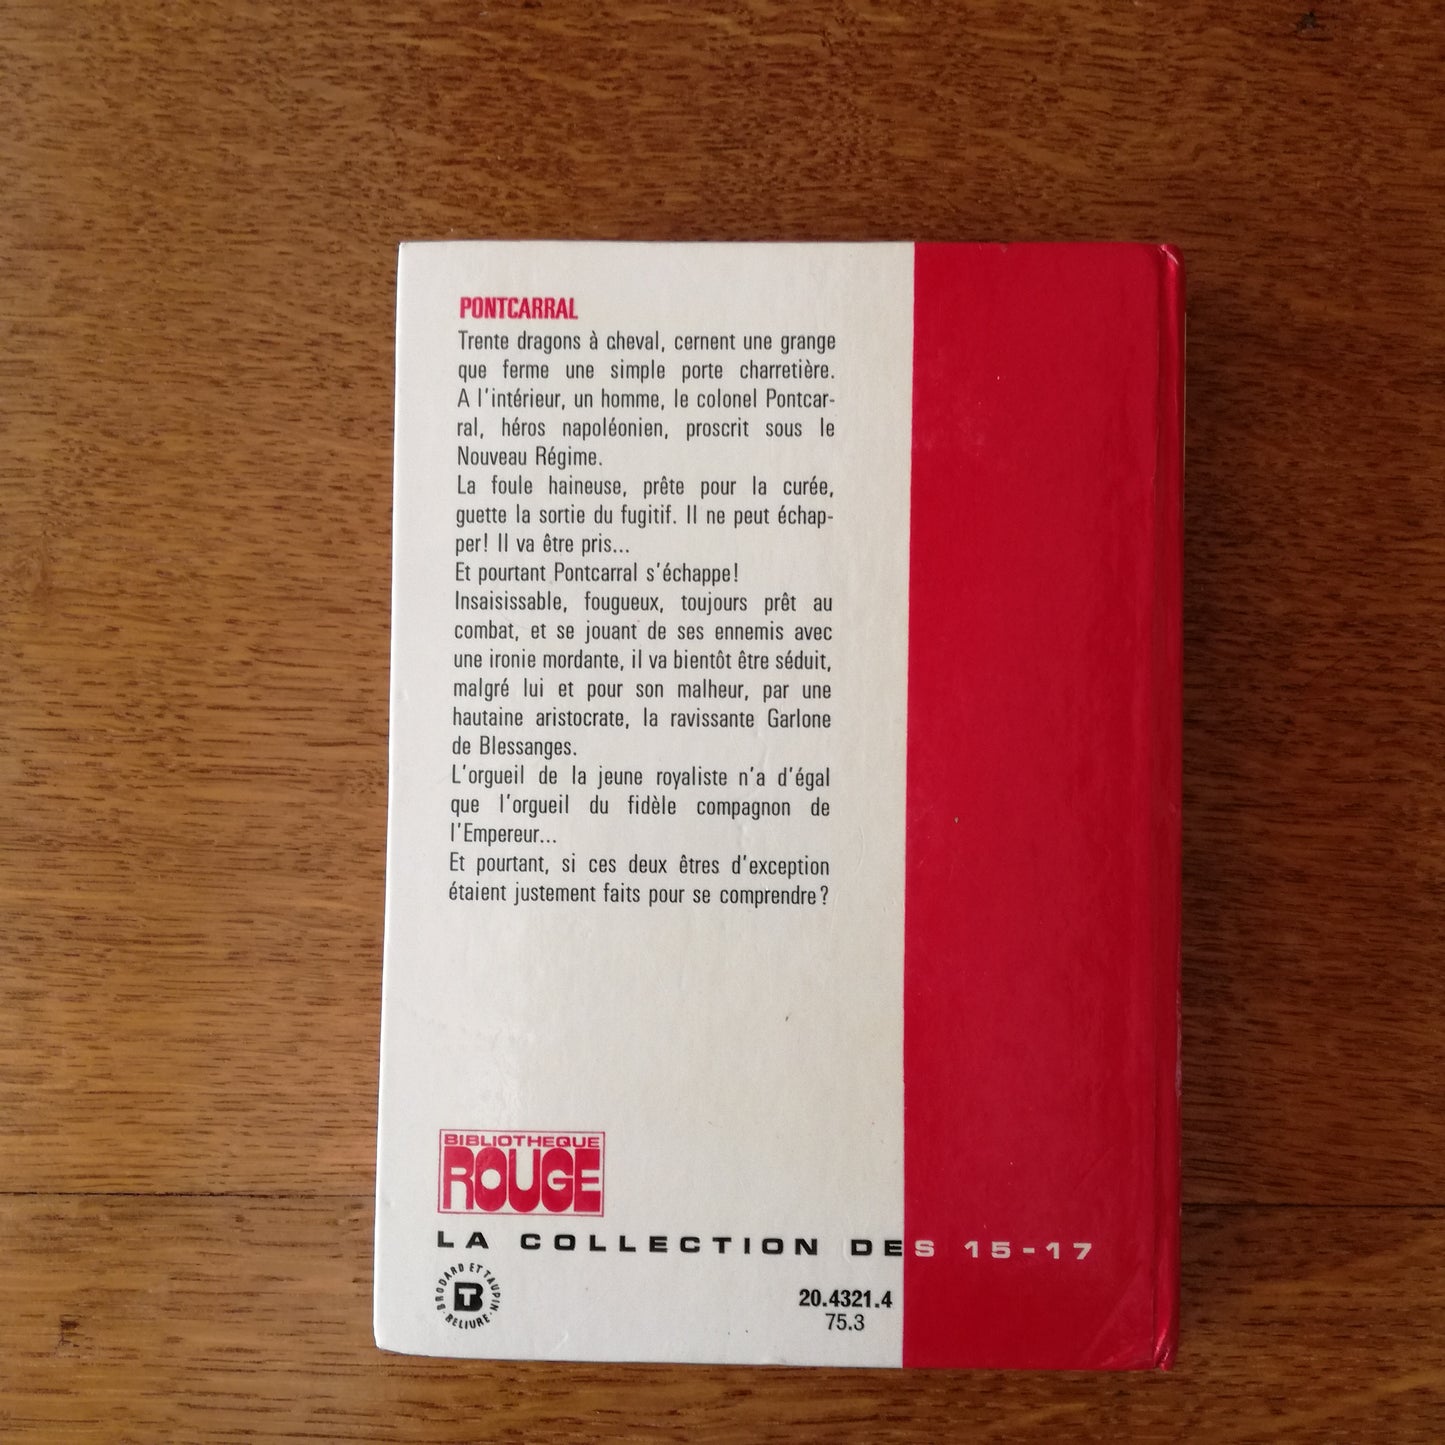 PONTCARRAL
Trente dragons à cheval, cernent une grange
que ferme une simple porte charretière.
A l'intérieur, un homme, le colonel Pontcar-
ral, héros napoléonien, proscrit sous le
Nouveau Régime.
La foule haineuse, prête pour la curée,
guette la sortie du fugitif. Il ne peut échap-
per! Il va être pris...
Et pourtant Pontcarral s'échappe!
Insaisissable, fougueux, toujours prêt au
combat, et se jouant de ses ennemis avec
une ironie mordante, il va bientôt être séduit,
malgré lui et pour son malheur, par une
hautaine aristocrate, la ravissante Garlone
de Blessanges.
L'orgueil de la jeune royaliste n'a d'égal
que l'orgueil du fidèle compagnon de
l'Empereur...
Et pourtant, si ces deux êtres d'exception
étaient justement faits pour se comprendre?
BIBLIOTHEQUE
ROUGE
LA COLLECTION DES 15-17
BRODARD ET TAUPIN
BT
RELIURE
20.4321.4
75.3